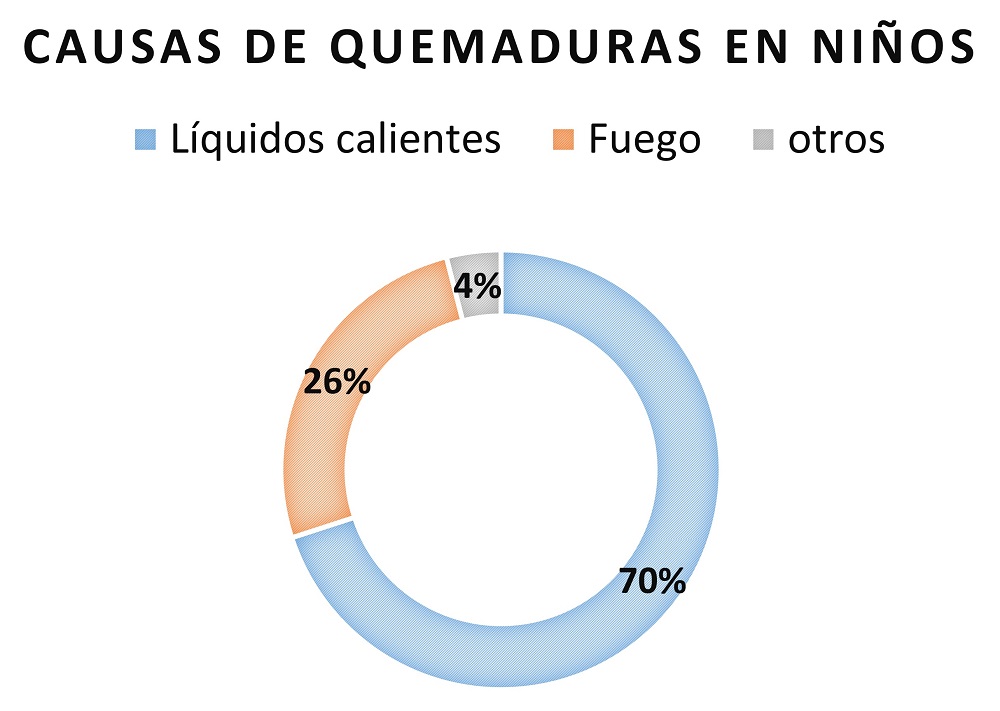 CAUSAS DE QUEMADURAS EN NIÑOS
Líquidos calientes Fuego otros
4%
26%
70%